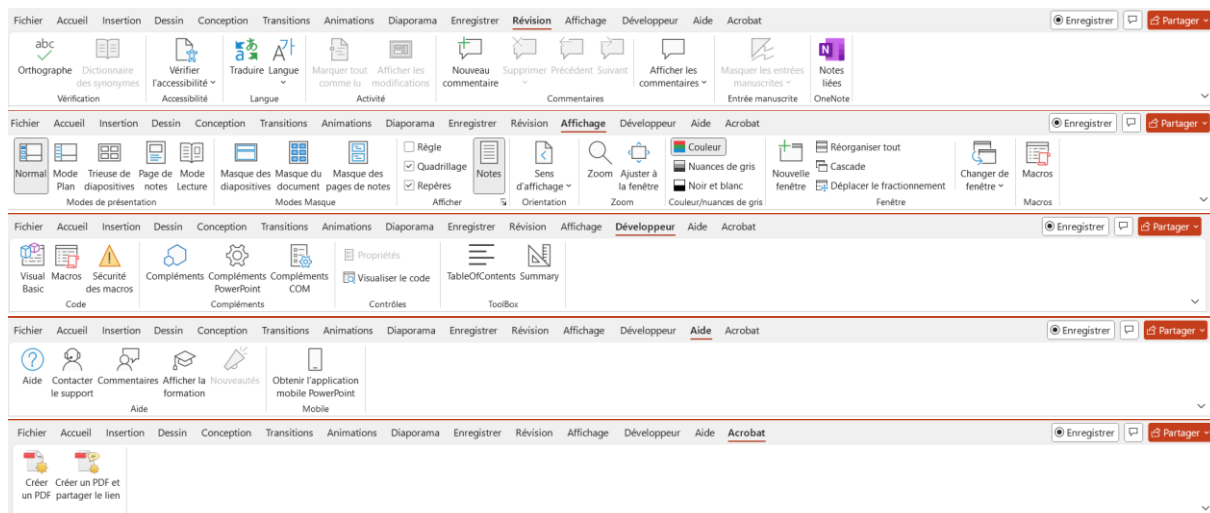 Fichier Accueil Insertion Dessin Conception Transitions Animations Diaporama Enregistrer Révision Affichage Développeur Aide Acrobat Enregistrer Partager
abc
Orthographe Dictionnaire des synonymes Vérifier l'accessibilité Traduire Langue Marquer tout comme lu Afficher les modifications Nouveau commentaire Supprimer Précédent Suivant Afficher les commentaires Masquer les entrées manuscrites Notes liées
Vérification Accessibilité Langue Activité Commentaires Entrée manuscrite OneNote
Fichier Accueil Insertion Dessin Conception Transitions Animations Diaporama Enregistrer Révision Affichage Développeur Aide Acrobat Enregistrer Partager
Normal Mode Plan Trieuse de diapositives Page de notes Mode Lecture Masque des diapositives Masque du document Masque des pages de notes
Règle
Quadrillage
Repères
Notes Sens d'affichage Zoom Ajuster à la fenêtre
Couleur
Nuances de gris
Noir et blanc
Nouvelle fenêtre
Réorganiser tout
Cascade
Déplacer le fractionnement
Changer de fenêtre Macros
Modes de présentation Modes Masque Afficher Orientation Zoom Couleur/nuances de gris Fenêtre Macros
Fichier Accueil Insertion Dessin Conception Transitions Animations Diaporama Enregistrer Révision Affichage Développeur Aide Acrobat Enregistrer Partager
Visual Basic Macros Sécurité des macros Compléments Compléments PowerPoint Compléments COM
Propriétés
Visualiser le code
TableOfContents Summary
Code Compléments Contrôles ToolBox
Fichier Accueil Insertion Dessin Conception Transitions Animations Diaporama Enregistrer Révision Affichage Développeur Aide Acrobat Enregistrer Partager
Aide Contacter le support Commentaires Afficher la formation Nouveautés Obtenir l'application mobile PowerPoint
Aide Mobile
Fichier Accueil Insertion Dessin Conception Transitions Animations Diaporama Enregistrer Révision Affichage Développeur Aide Acrobat Enregistrer Partager
Créer un PDF Créer un PDF et partager le lien